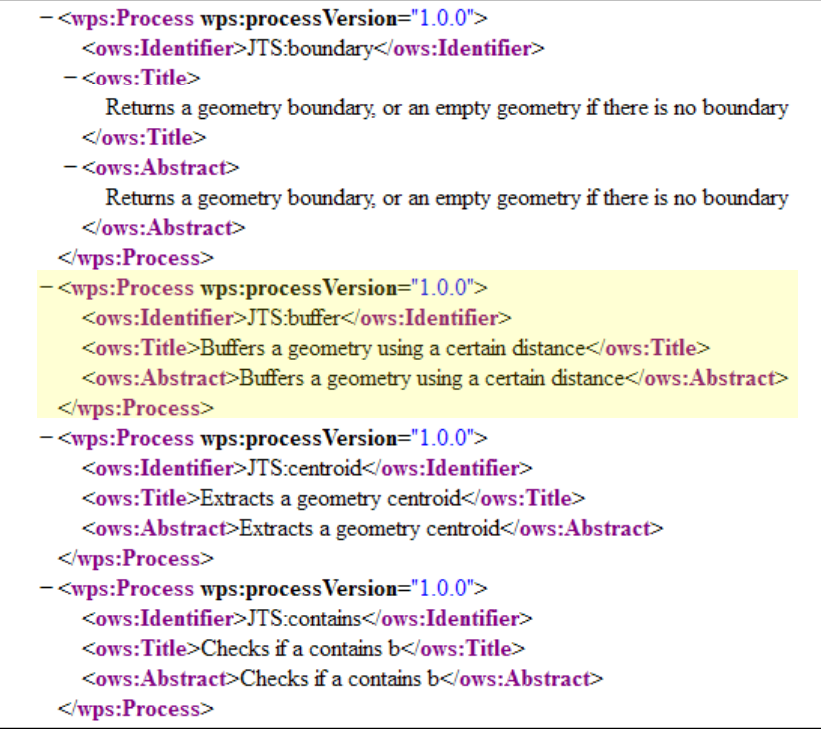 −<wps:Process wps:processVersion="1.0.0">
<ows:Identifier>JTS:boundary</ows:Identifier>
−<ows:Title>
Returns a geometry boundary, or an empty geometry if there is no boundary
</ows:Title>
−<ows:Abstract>
Returns a geometry boundary, or an empty geometry if there is no boundary
</ows:Abstract>
</wps:Process>
−<wps:Process wps:processVersion="1.0.0">
<ows:Identifier>JTS:buffer</ows:Identifier>
<ows:Title>Buffers a geometry using a certain distance</ows:Title>
<ows:Abstract>Buffers a geometry using a certain distance</ows:Abstract>
</wps:Process>
−<wps:Process wps:processVersion="1.0.0">
<ows:Identifier>JTS:centroid</ows:Identifier>
<ows:Title>Extracts a geometry centroid</ows:Title>
<ows:Abstract>Extracts a geometry centroid</ows:Abstract>
</wps:Process>
−<wps:Process wps:processVersion="1.0.0">
<ows:Identifier>JTS:contains</ows:Identifier>
<ows:Title>Checks if a contains b</ows:Title>
<ows:Abstract>Checks if a contains b</ows:Abstract>
</wps:Process>